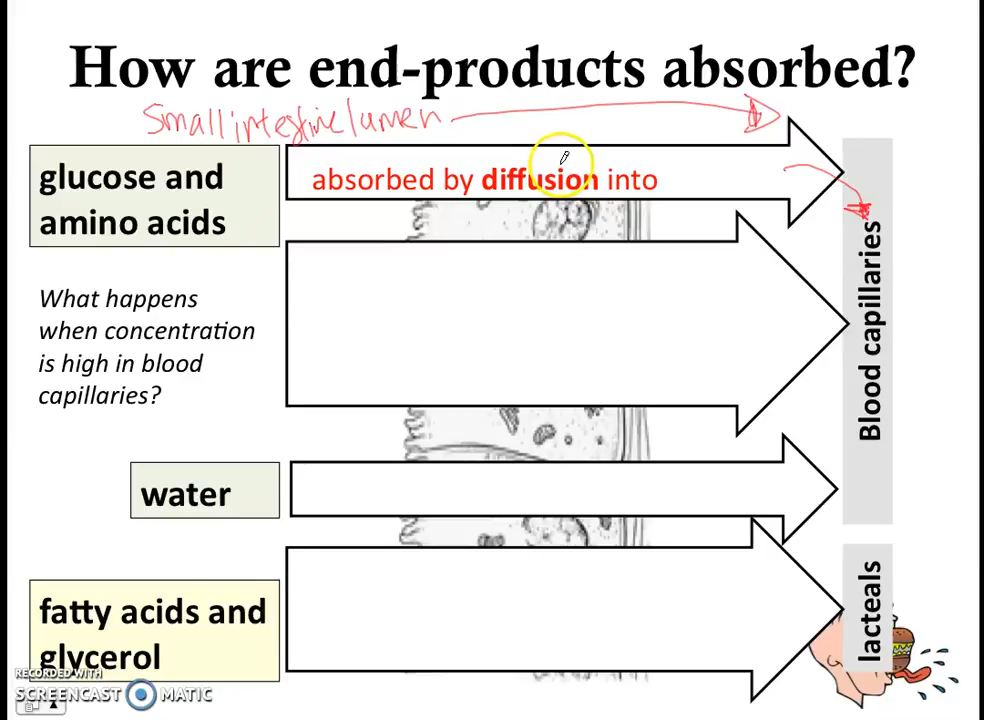 How are end-products absorbed?
Small intestine lumen
glucose and
amino acids
absorbed by diffusion into
What happens
when concentration
is high in blood
capillaries?
Blood capillaries
water
fatty acids and
glycerol
lacteals
RECORDED WITH
SCREENCAST MATIC